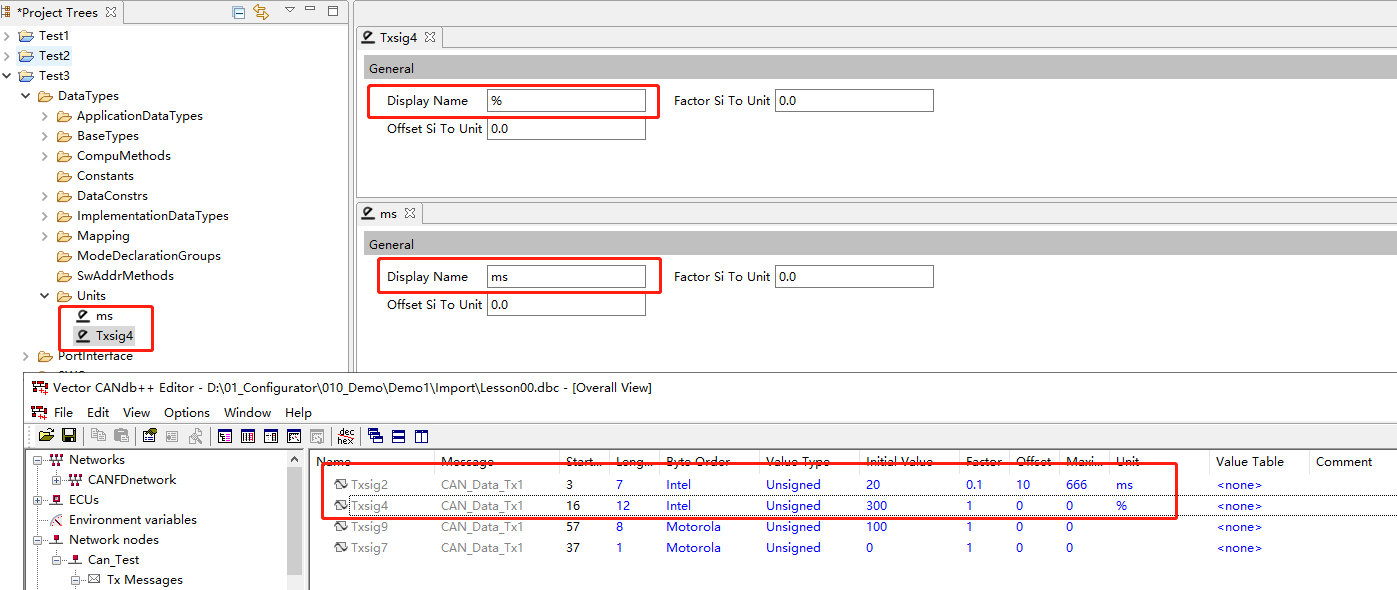 *Project Trees
Test1
Test2
Test3
DataTypes
ApplicationDataTypes
BaseTypes
CompuMethods
Constants
DataConstrs
ImplementationDataTypes
Mapping
ModeDeclarationGroups
SwAddrMethods
Units
ms
Txsig4
PortInterface
Txsig4
General
Display Name % Factor Si To Unit 0.0
Offset Si To Unit 0.0
ms
General
Display Name ms Factor Si To Unit 0.0
Offset Si To Unit 0.0
Vector CANdb++ Editor - D:\01_Configurator\010_Demo\Demo1\Import\Lesson00.dbc - [Overall View]
File Edit View Options Window Help
dec
hex
Networks
CANFDnetwork
ECUs
Environment variables
Network nodes
Can_Test
Tx Messages
Name Message Start... Leng... Byte Order Value Type Initial Value Factor Offset Maxi... Unit Value Table Comment
Txsig2 CAN_Data_Tx1 3 7 Intel Unsigned 20 0.1 10 666 ms <none>
Txsig4 CAN_Data_Tx1 16 12 Intel Unsigned 300 1 0 0 % <none>
Txsig9 CAN_Data_Tx1 57 8 Motorola Unsigned 100 1 0 0 <none>
Txsig7 CAN_Data_Tx1 37 1 Motorola Unsigned 0 1 0 0 <none>